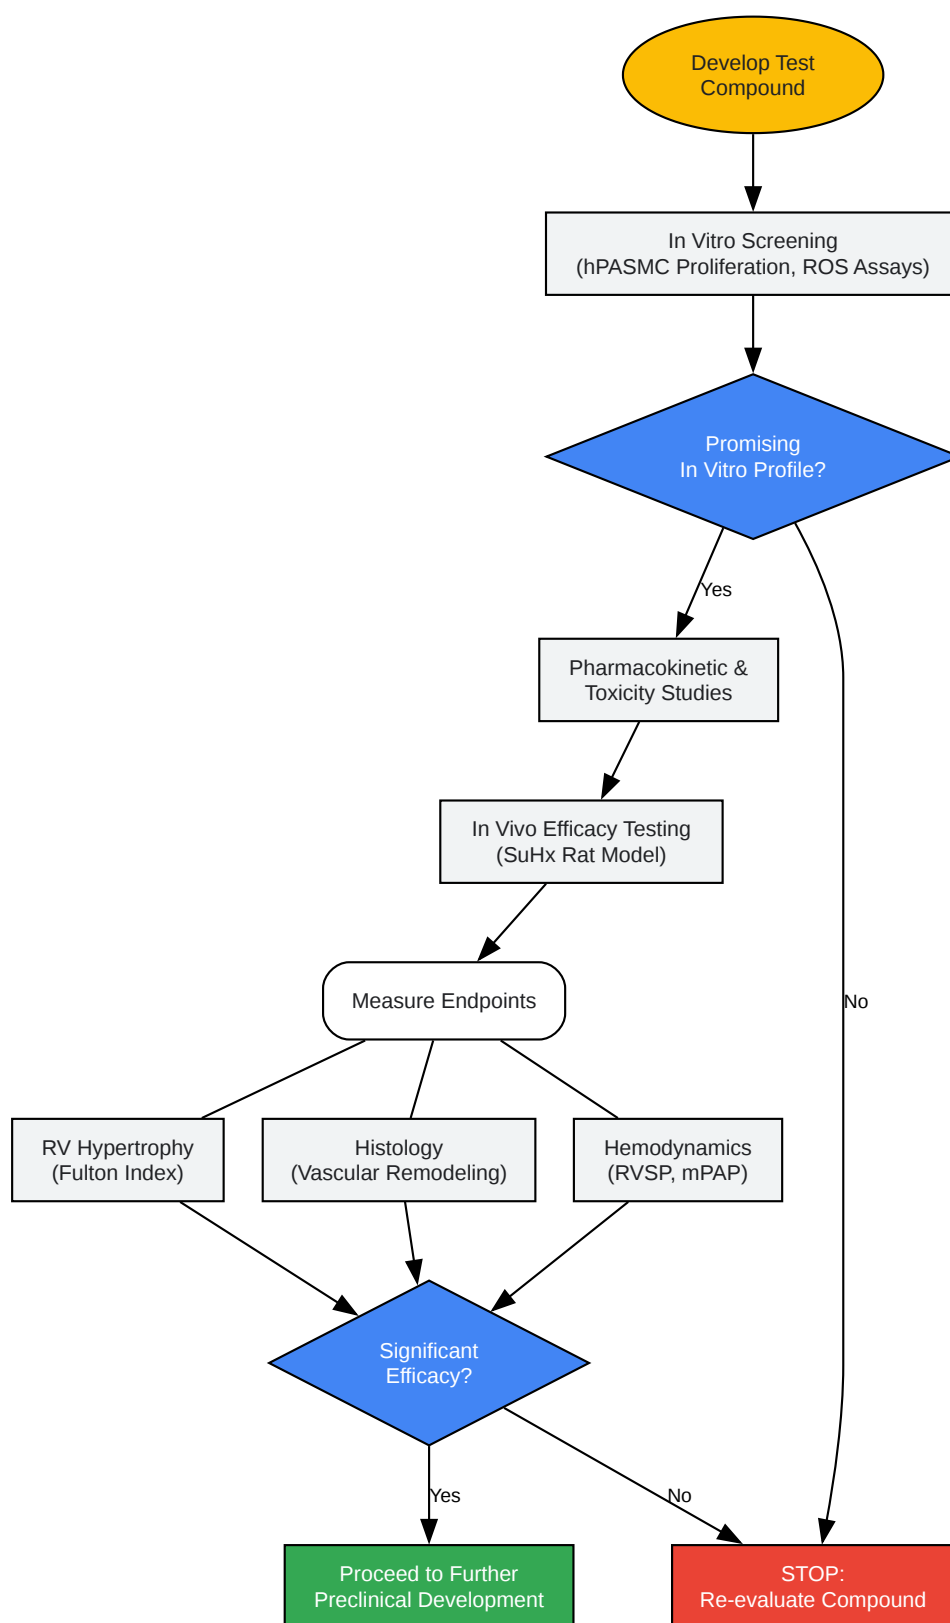 Develop Test
Compound
In Vitro Screening
(hPASMC Proliferation, ROS Assays)
Promising
In Vitro Profile?
Yes
Pharmacokinetic &
Toxicity Studies
In Vivo Efficacy Testing
(SuHx Rat Model)
Measure Endpoints
No
RV Hypertrophy
(Fulton Index)
Histology
(Vascular Remodeling)
Hemodynamics
(RVSP, mPAP)
Significant
Efficacy?
Yes
No
Proceed to Further
Preclinical Development
STOP:
Re-evaluate Compound